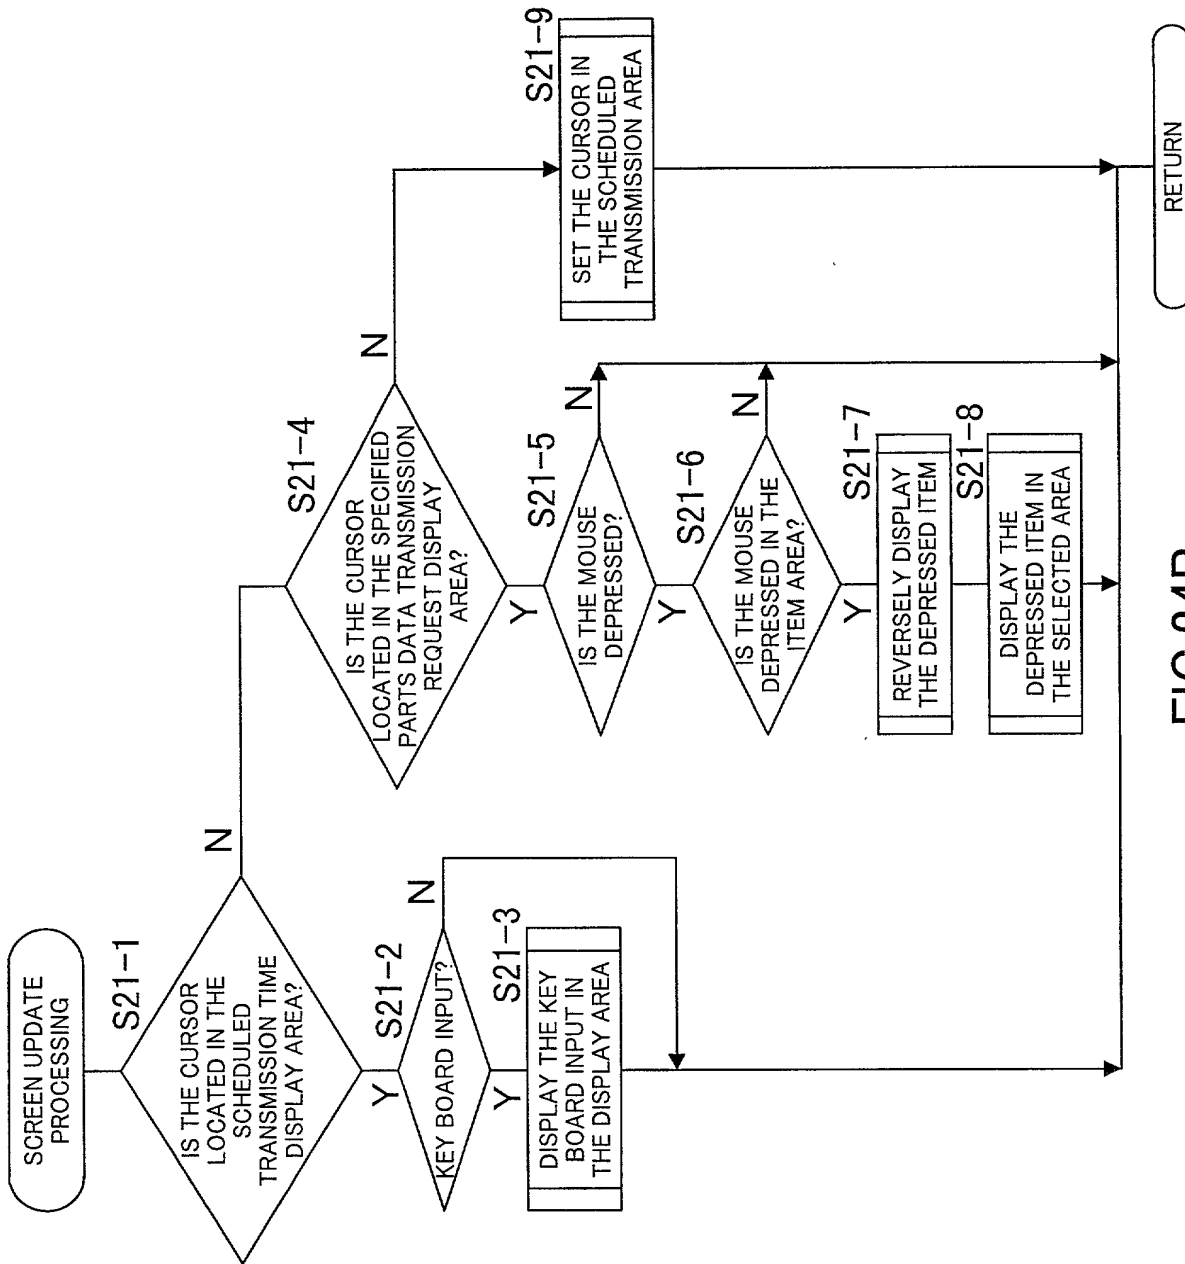 SCREEN UPDATE
PROCESSING
S21-1
IS THE CURSOR
LOCATED IN THE
SCHEDULED
TRANSMISSION TIME
DISPLAY AREA?
N
Y
S21-2
KEY BOARD INPUT?
N
Y
S21-3
DISPLAY THE KEY
BOARD INPUT IN
THE DISPLAY AREA
S21-4
IS THE CURSOR
LOCATED IN THE SPECIFIED
PARTS DATA TRANSMISSION
REQUEST DISPLAY
AREA?
N
Y
S21-5
IS THE MOUSE
DEPRESSED?
N
Y
S21-6
IS THE MOUSE
DEPRESSED IN THE
ITEM AREA?
N
Y
S21-7
REVERSELY DISPLAY
THE DEPRESSED ITEM
S21-8
DISPLAY THE
DEPRESSED ITEM IN
THE SELECTED AREA
S21-9
SET THE CURSOR IN
THE SCHEDULED
TRANSMISSION AREA
RETURN